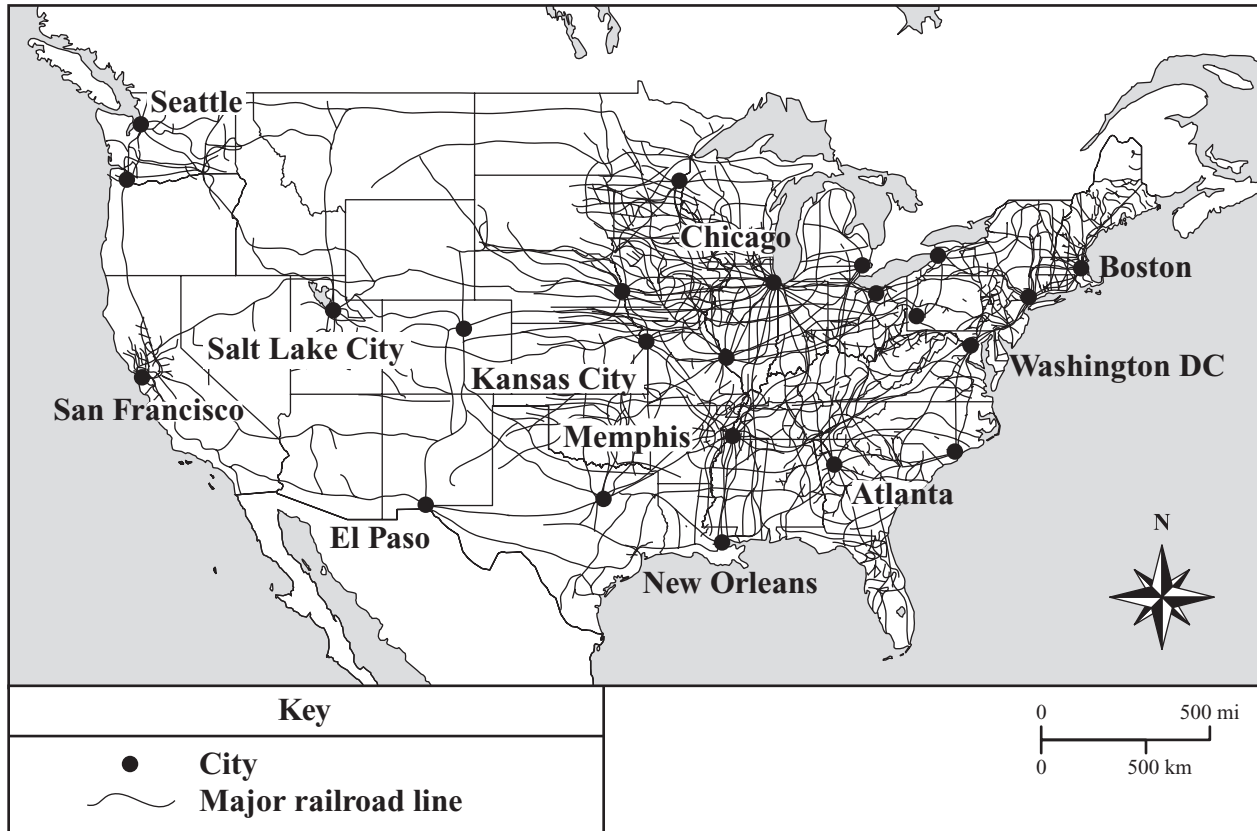 Seattle
Chicago
Boston
Salt Lake City
Washington DC
Kansas City
San Francisco
Memphis
Atlanta
El Paso
New Orleans
N
Key
City
Major railroad line
0 500 mi
0 500 km